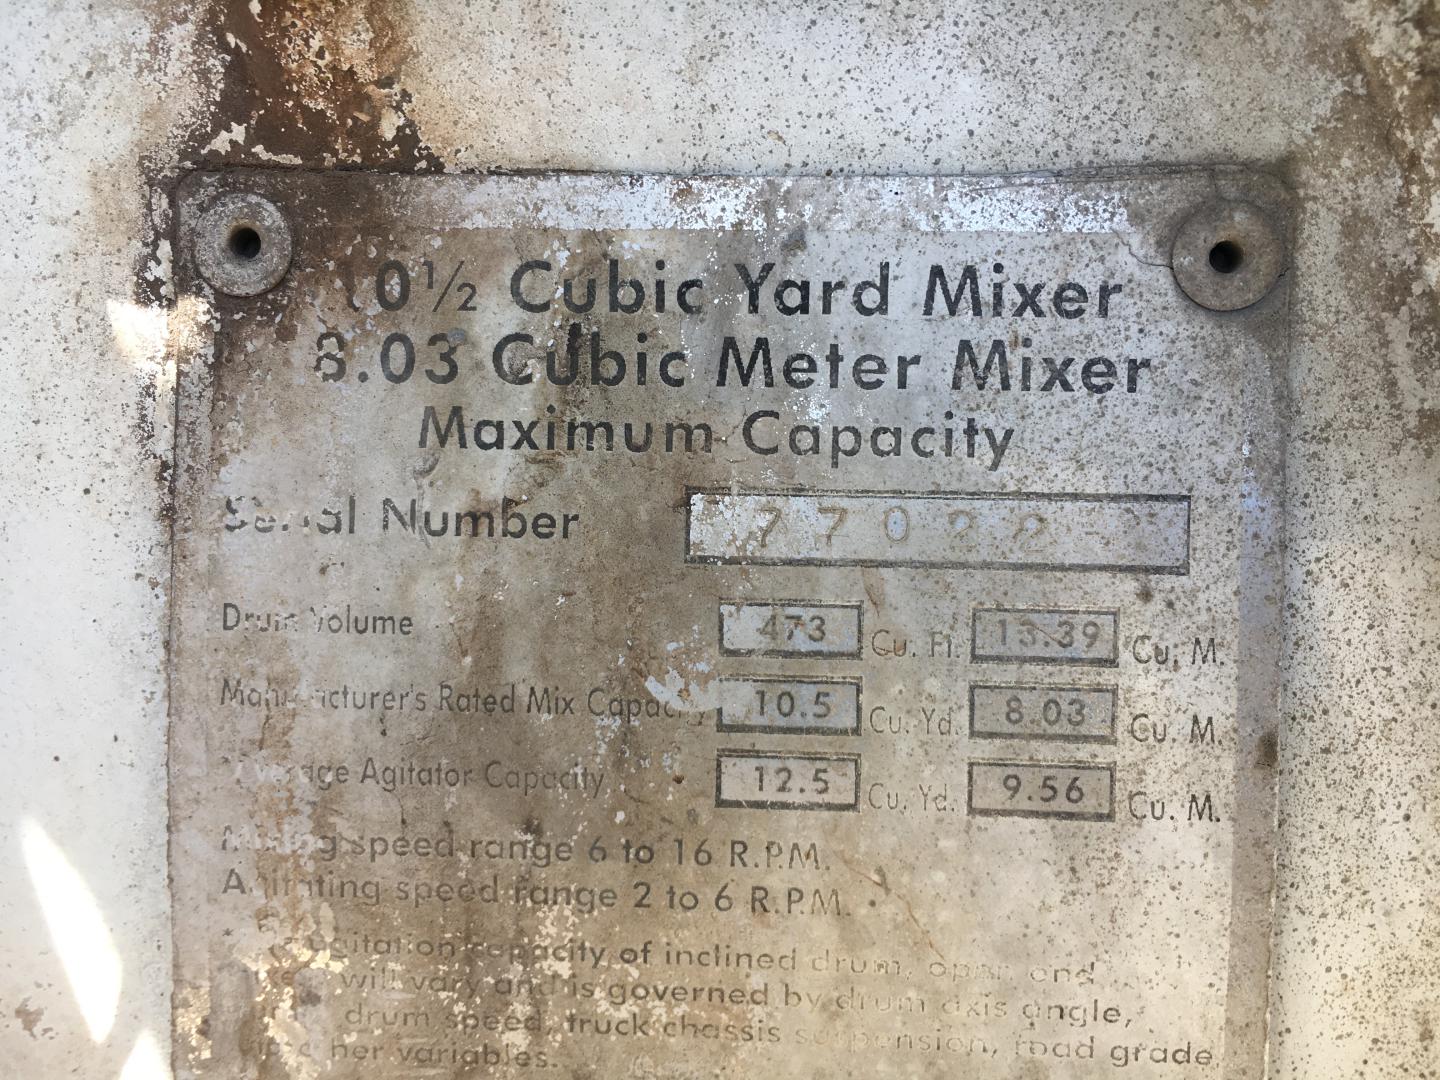 10½ Cubic Yard Mixer
8.03 Cubic Meter Mixer
Maximum Capacity
Serial Number 77022
Drum Volume 473 Cu. Ft. 13.39 Cu. M.
Manufacturer's Rated Mix Capacity 10.5 Cu. Yd. 8.03 Cu. M.
*Average Agitator Capacity 12.5 Cu. Yd. 9.56 Cu. M.
Mixing speed range 6 to 16 R.P.M.
Agitating speed range 2 to 6 R.P.M.
agitation capacity of inclined drum, open end
will vary and is governed by drum axis angle,
drum speed, truck chassis suspension, road grade
variables.